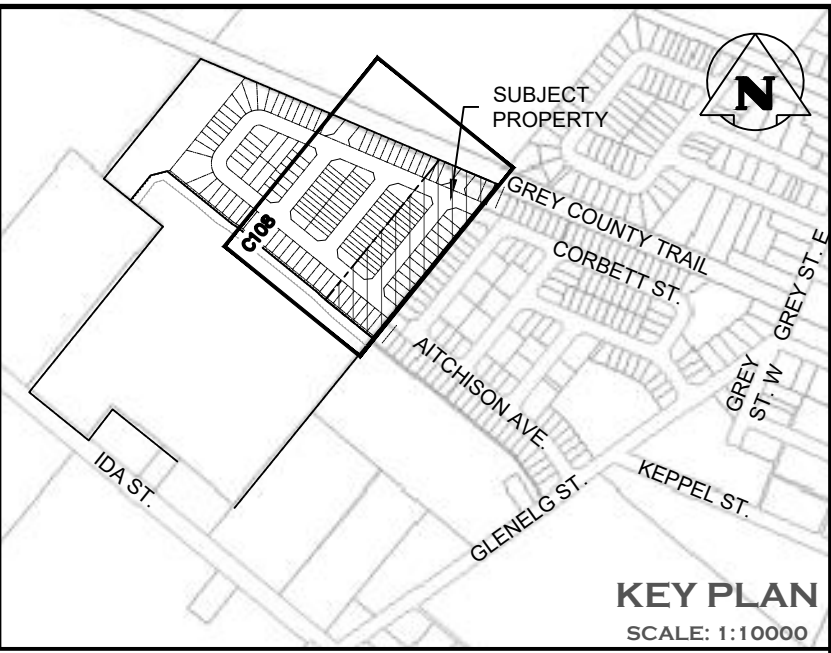 N
SUBJECT
PROPERTY
GREY COUNTY TRAIL
CORBETT ST.
GREY ST. E
C108
GREY
ST. W
AITCHISON AVE.
IDA ST.
KEPPEL ST.
GLENELG ST.
KEY PLAN
SCALE: 1:10000